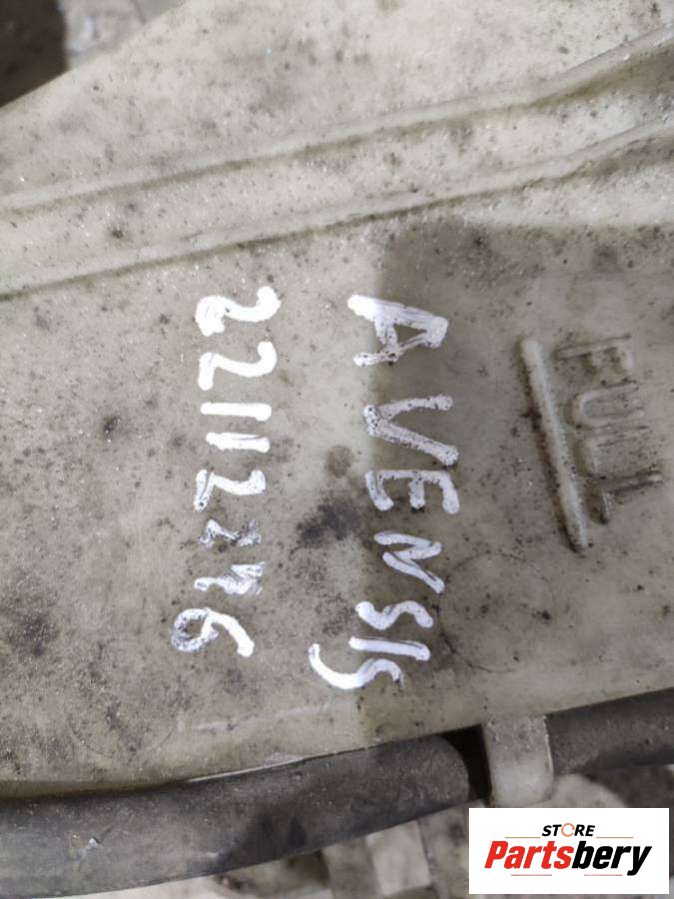 FULL
AVENSIS
22112246
STORE
Partsbery